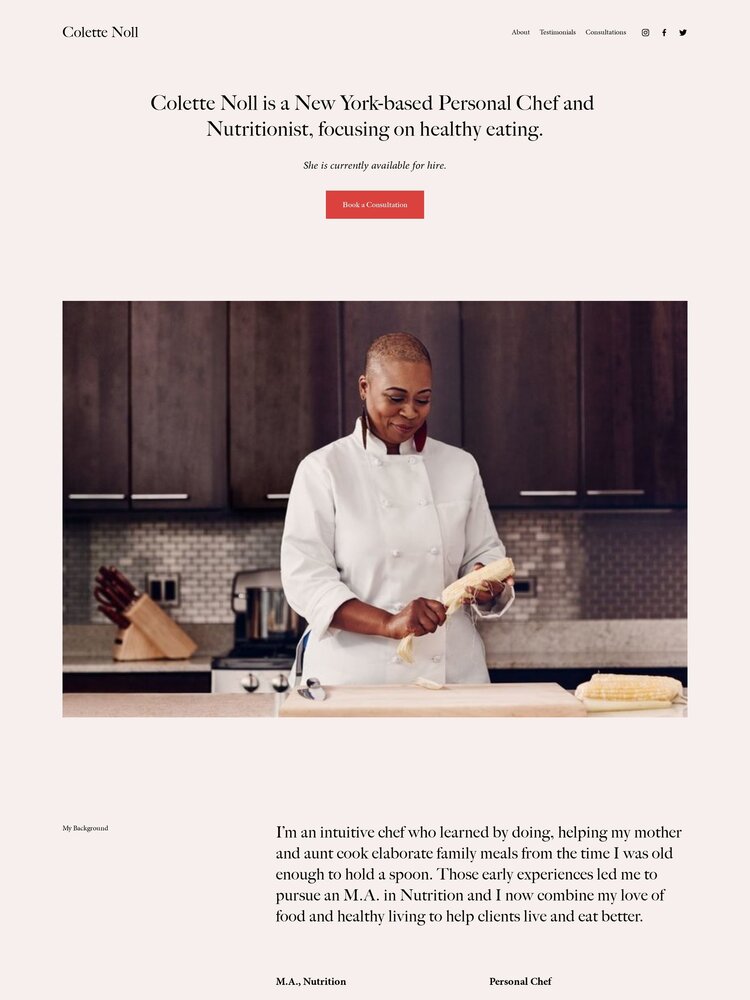 Colette Noll
About Testimonials Consultations
Colette Noll is a New York-based Personal Chef and
Nutritionist, focusing on healthy eating.
She is currently available for hire.
Book a Consultation
My Background
I'm an intuitive chef who learned by doing, helping my mother
and aunt cook elaborate family meals from the time I was old
enough to hold a spoon. Those early experiences led me to
pursue an M.A. in Nutrition and I now combine my love of
food and healthy living to help clients live and eat better.
M.A., Nutrition
Personal Chef